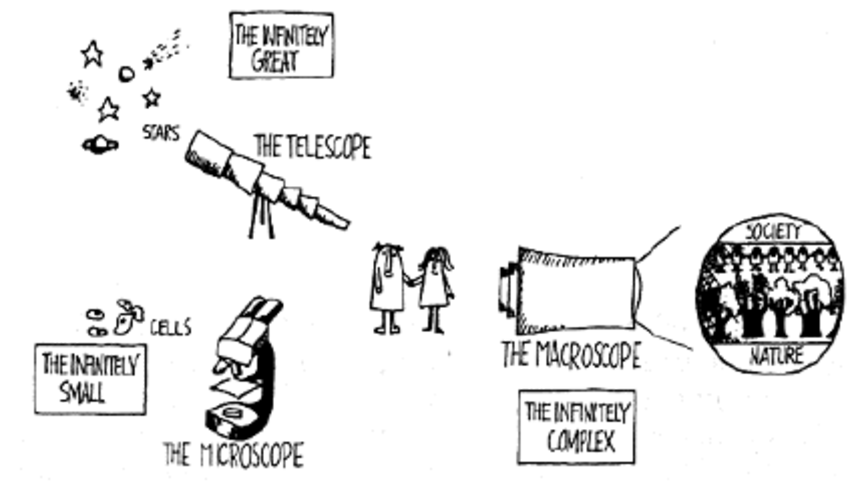 THE INFINITELY
GREAT
STARS
THE TELESCOPE
SOCIETY
CELLS
THE INFINITELY
SMALL
THE MICROSCOPE
THE MACROSCOPE
NATURE
THE INFINITELY
COMPLEX